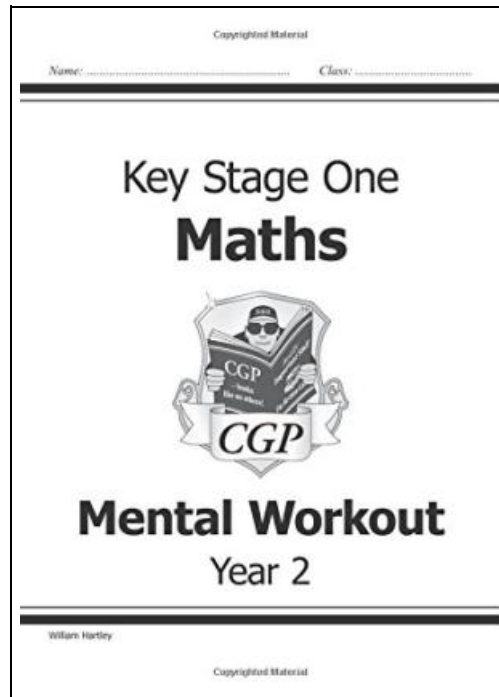 Copyrighted Material
Name: ........................................................ Class: ................................
Key Stage One
Maths
CGP
CGP
Mental Workout
Year 2
William Hartley
Copyrighted Material